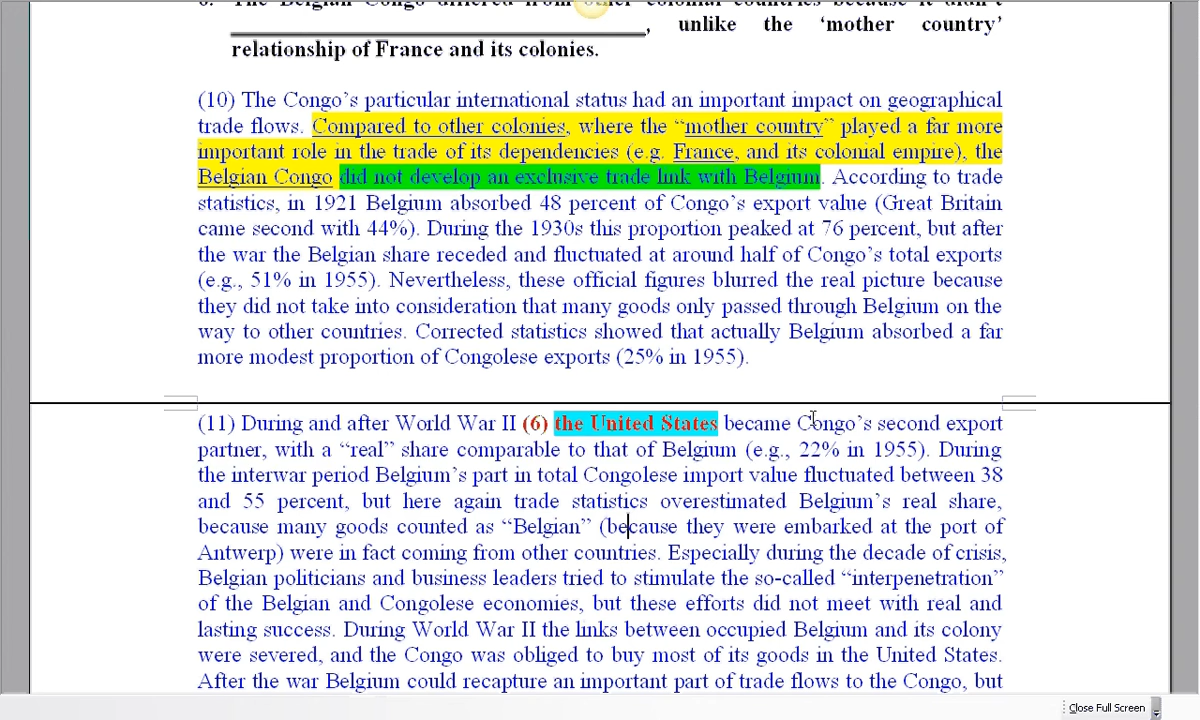 The Belgian Congo differed from other colonial countries because it didn't
, unlike the ‘mother country’
relationship of France and its colonies.
(10) The Congo’s particular international status had an important impact on geographical
trade flows. Compared to other colonies, where the “mother country” played a far more
important role in the trade of its dependencies (e.g. France, and its colonial empire), the
Belgian Congo did not develop an exclusive trade link with Belgium. According to trade
statistics, in 1921 Belgium absorbed 48 percent of Congo’s export value (Great Britain
came second with 44%). During the 1930s this proportion peaked at 76 percent, but after
the war the Belgian share receded and fluctuated at around half of Congo’s total exports
(e.g., 51% in 1955). Nevertheless, these official figures blurred the real picture because
they did not take into consideration that many goods only passed through Belgium on the
way to other countries. Corrected statistics showed that actually Belgium absorbed a far
more modest proportion of Congolese exports (25% in 1955).
(11) During and after World War II (6) the United States became Congo’s second export
partner, with a “real” share comparable to that of Belgium (e.g., 22% in 1955). During
the interwar period Belgium’s part in total Congolese import value fluctuated between 38
and 55 percent, but here again trade statistics overestimated Belgium’s real share,
because many goods counted as “Belgian” (because they were embarked at the port of
Antwerp) were in fact coming from other countries. Especially during the decade of crisis,
Belgian politicians and business leaders tried to stimulate the so-called “interpenetration”
of the Belgian and Congolese economies, but these efforts did not meet with real and
lasting success. During World War II the links between occupied Belgium and its colony
were severed, and the Congo was obliged to buy most of its goods in the United States.
After the war Belgium could recapture an important part of trade flows to the Congo, but
Close Full Screen